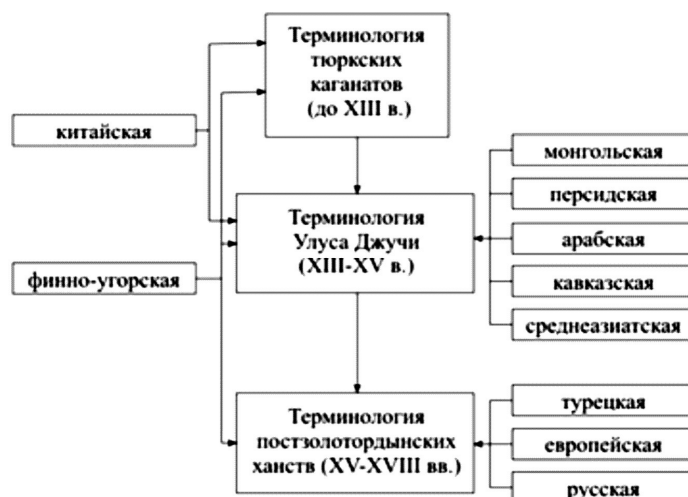 Терминология
тюркских
каганатов
(до XIII в.)
китайская
финно-угорская
Терминология
Улуса Джучи
(XIII-XV в.)
монгольская
персидская
арабская
кавказская
среднеазиатская
Терминология
постзолотордынских
ханств (XV-XVIII вв.)
турецкая
европейская
русская